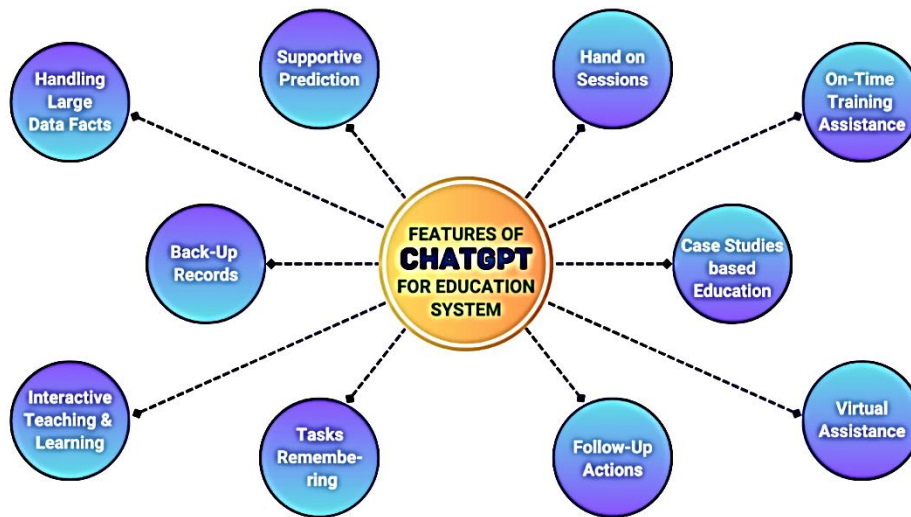 Handling
Large
Data Facts
Supportive
Prediction
Hand on
Sessions
On-Time
Training
Assistance
Back-Up
Records
FEATURES OF
CHATGPT
FOR EDUCATION
SYSTEM
Case Studies
based
Education
Interactive
Teaching &
Learning
Tasks
Remembe-
ring
Follow-Up
Actions
Virtual
Assistance